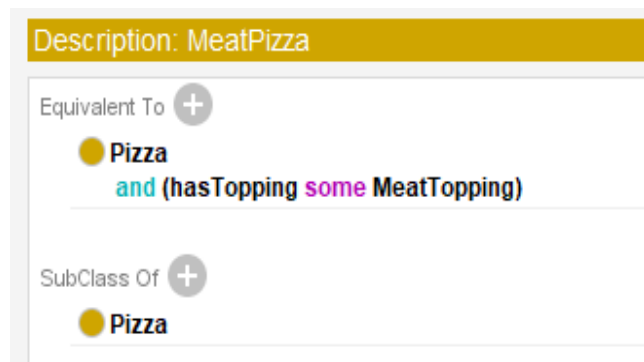 Description: MeatPizza
Equivalent To +
Pizza
and (hasTopping some MeatTopping)
SubClass Of +
Pizza